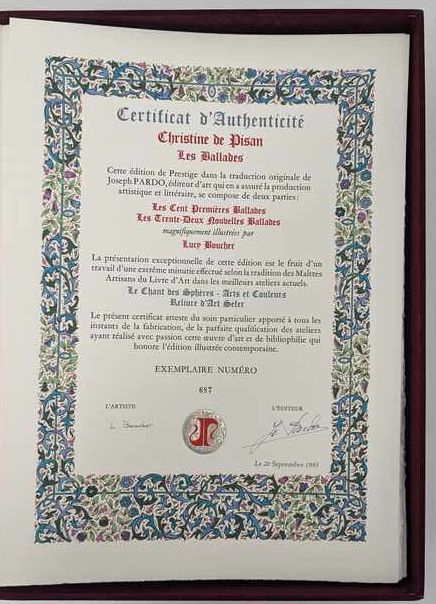 Certificat d'Authenticité
Christine de Pisan
Les Ballades
Cette édition de Prestige dans la traduction originale de
Joseph PARDO, éditeur d'art qui en a assuré la production
artistique et littéraire, se compose de deux parties:
Les Cent Premières Ballades
Les Trente-Deux Nouvelles Ballades
magnifiquement illustrées par
Lucy Boucher
La présentation exceptionnelle de cette édition est le fruit d'un
travail d'une extrême minutie effectué selon la tradition des Maîtres
Artisans du Livre d'Art dans les meilleurs ateliers actuels.
Le Chant des Sphères - Arts et Couleurs
Reliure d'Art Seler
Le présent certificat atteste du soin particulier apporté à tous les
instants de la fabrication, de la parfaite qualification des ateliers
ayant réalisé avec passion cette œuvre d'art et de bibliophilie qui
honore l'édition illustrée contemporaine.
EXEMPLAIRE NUMÉRO
687
L'ARTISTE
L'EDITEUR
L. Boucher
Le 20 Septembre 1985